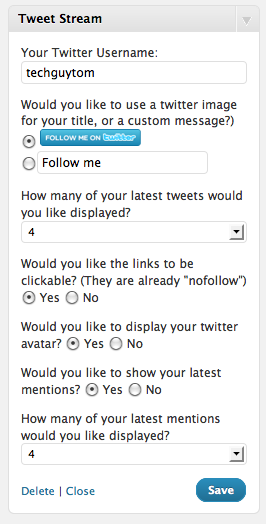 Tweet Stream
Your Twitter Username:
techguytom
Would you like to use a twitter image
for your title, or a custom message?)
FOLLOW ME ON twitter
Follow me
How many of your latest tweets would
you like displayed?
4
Would you like the links to be
clickable? (They are already "nofollow")
Yes No
Would you like to display your twitter
avatar? Yes No
Would you like to show your latest
mentions? Yes No
How many of your latest mentions
would you like displayed?
4
Delete | Close Save